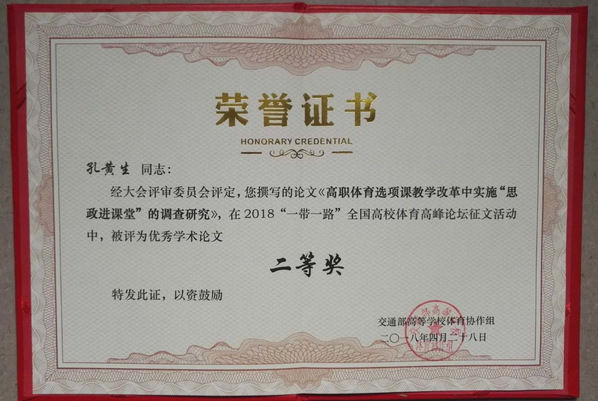 荣誉证书
HONORARY CREDENTIAL
孔黄生 同志:
经大会评审委员会评定,您撰写的论文《高职体育选项课教学改革中实施“思
政进课堂”的调查研究》,在2018“一带一路”全国高校体育高峰论坛征文活动
中,被评为优秀学术论文
二等奖
特发此证,以资鼓励
交通部高等学校体育协作组
二〇一八年四月二十八日